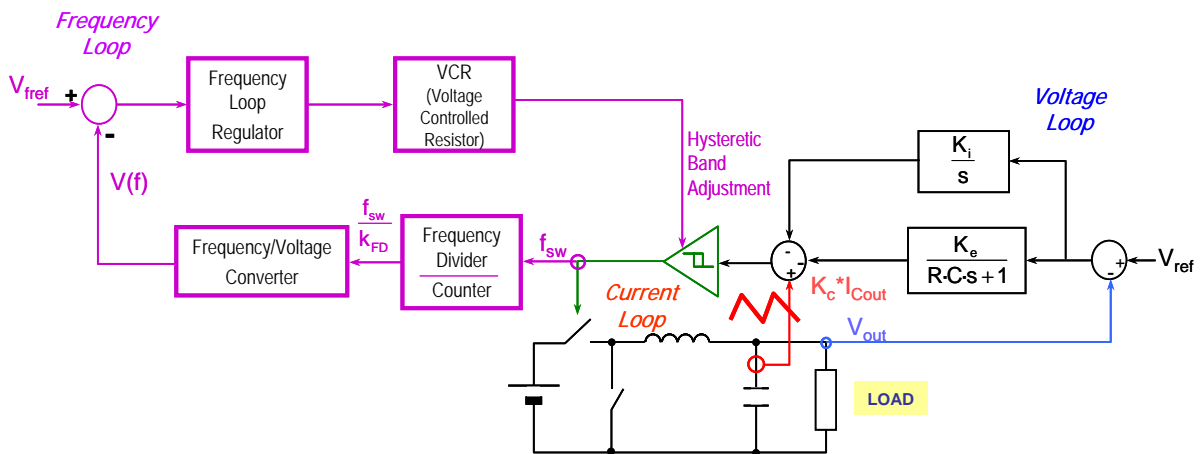 Frequency
Loop
V_fref
+
-
Frequency
Loop
Regulator
VCR
(Voltage
Controlled
Resistor)
Hysteretic
Band
Adjustment
V(f)
Frequency/Voltage
Converter
f_sw
k_FD
Frequency
Divider
Counter
f_sw
Voltage
Loop
K_i
s
K_e
R·C·s+1
-
-
+
+
-
V_ref
K_c*I_Cout
Current
Loop
V_out
LOAD